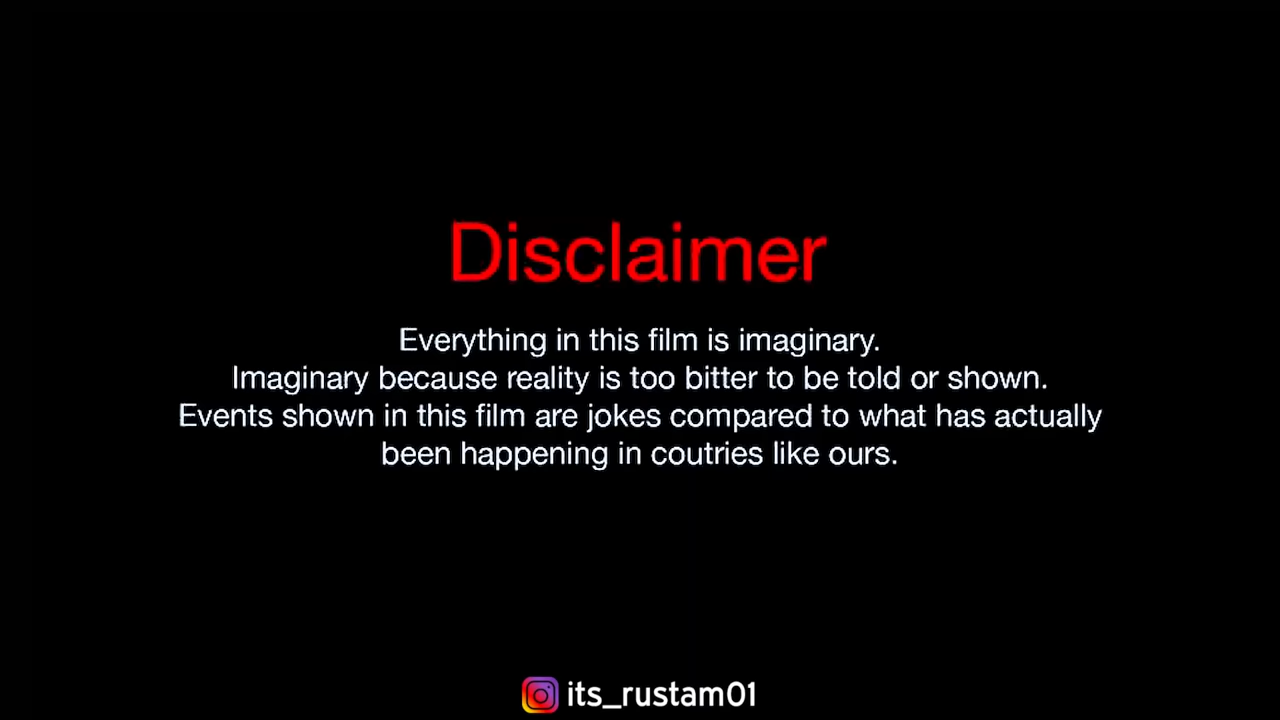 Disclaimer
Everything in this film is imaginary.
Imaginary because reality is too bitter to be told or shown.
Events shown in this film are jokes compared to what has actually
been happening in coutries like ours.
its_rustam01